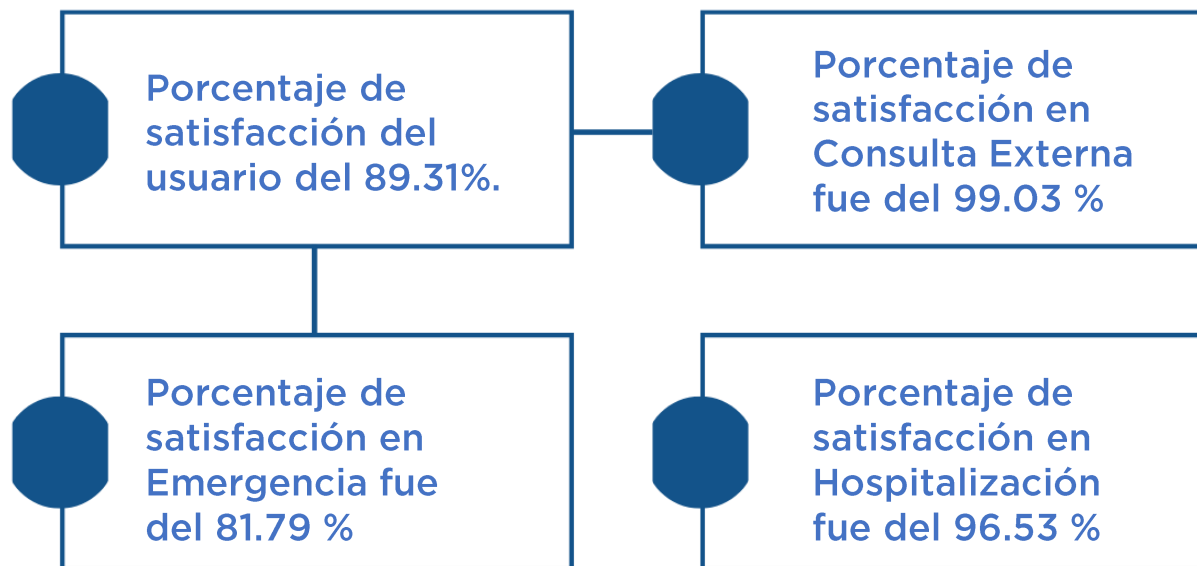 Porcentaje de
satisfacción del
usuario del 89.31%.
Porcentaje de
satisfacción en
Consulta Externa
fue del 99.03 %
Porcentaje de
satisfacción en
Emergencia fue
del 81.79 %
Porcentaje de
satisfacción en
Hospitalización
fue del 96.53 %